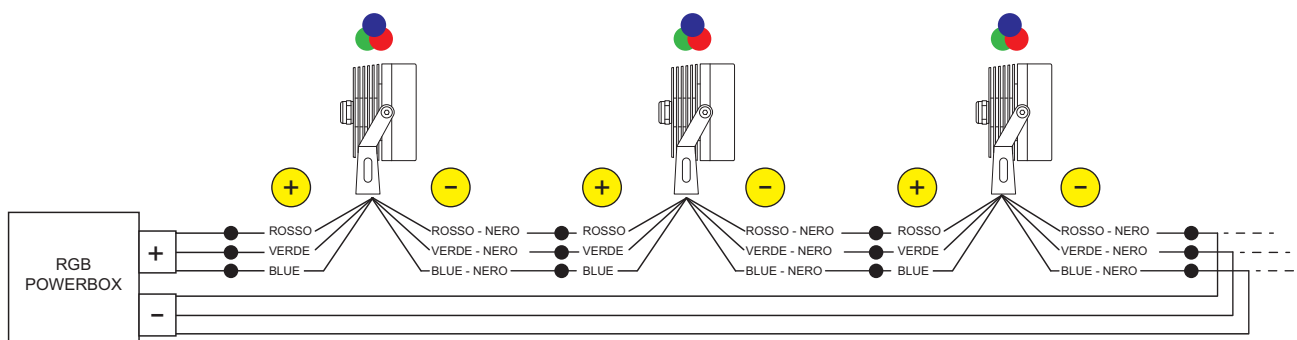 + - + - + -
ROSSO ROSSO - NERO ROSSO ROSSO - NERO ROSSO ROSSO - NERO
+ VERDE VERDE - NERO VERDE VERDE - NERO VERDE VERDE - NERO
BLUE BLUE - NERO BLUE BLUE - NERO BLUE BLUE - NERO
RGB
POWERBOX
-